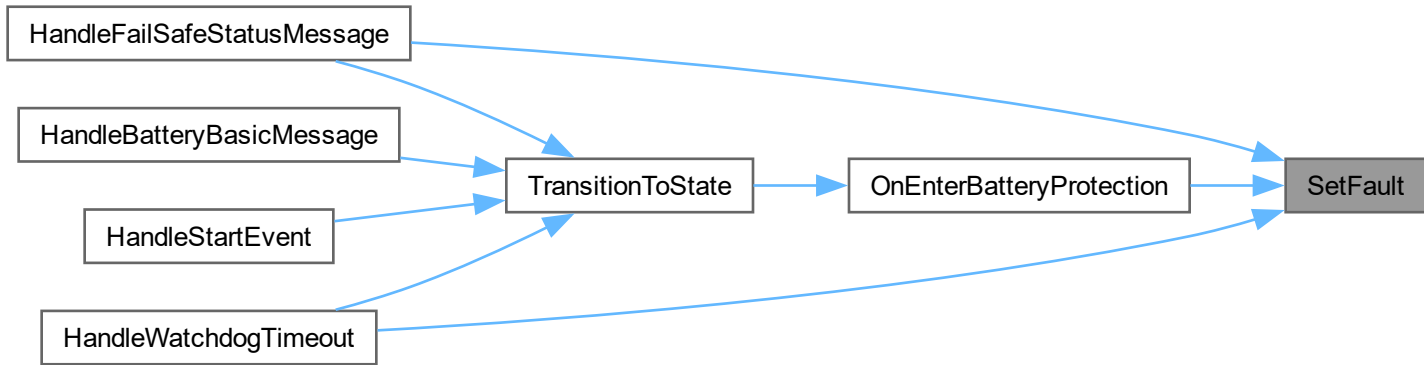 HandleFailSafeStatusMessage
HandleBatteryBasicMessage
TransitionToState
OnEnterBatteryProtection
SetFault
HandleStartEvent
HandleWatchdogTimeout